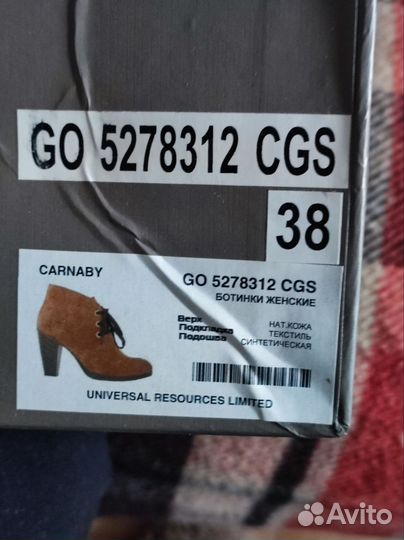 GO 5278312 CGS
38
CARNABY
GO 5278312 CGS
БОТИНКИ ЖЕНСКИЕ
Верх НАТ.КОЖА
Подкладка ТЕКСТИЛЬ
Подошва СИНТЕТИЧЕСКАЯ
UNIVERSAL RESOURCES LIMITED
Avito